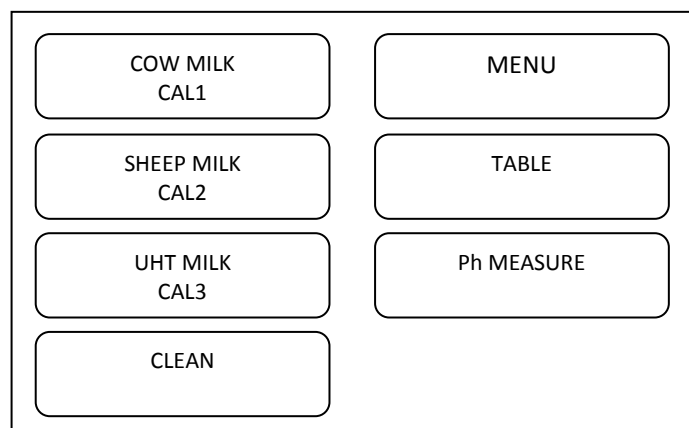 COW MILK
CAL1
MENU
SHEEP MILK
CAL2
TABLE
UHT MILK
CAL3
Ph MEASURE
CLEAN